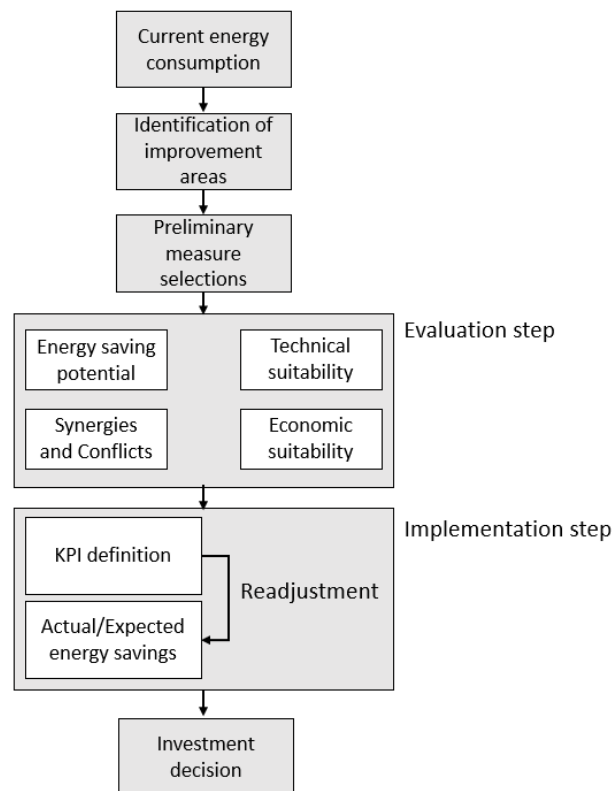 Current energy
consumption
Identification of
improvement
areas
Preliminary
measure
selections
Evaluation step
Energy saving
potential
Technical
suitability
Synergies
and Conflicts
Economic
suitability
Implementation step
KPI definition
Readjustment
Actual/Expected
energy savings
Investment
decision